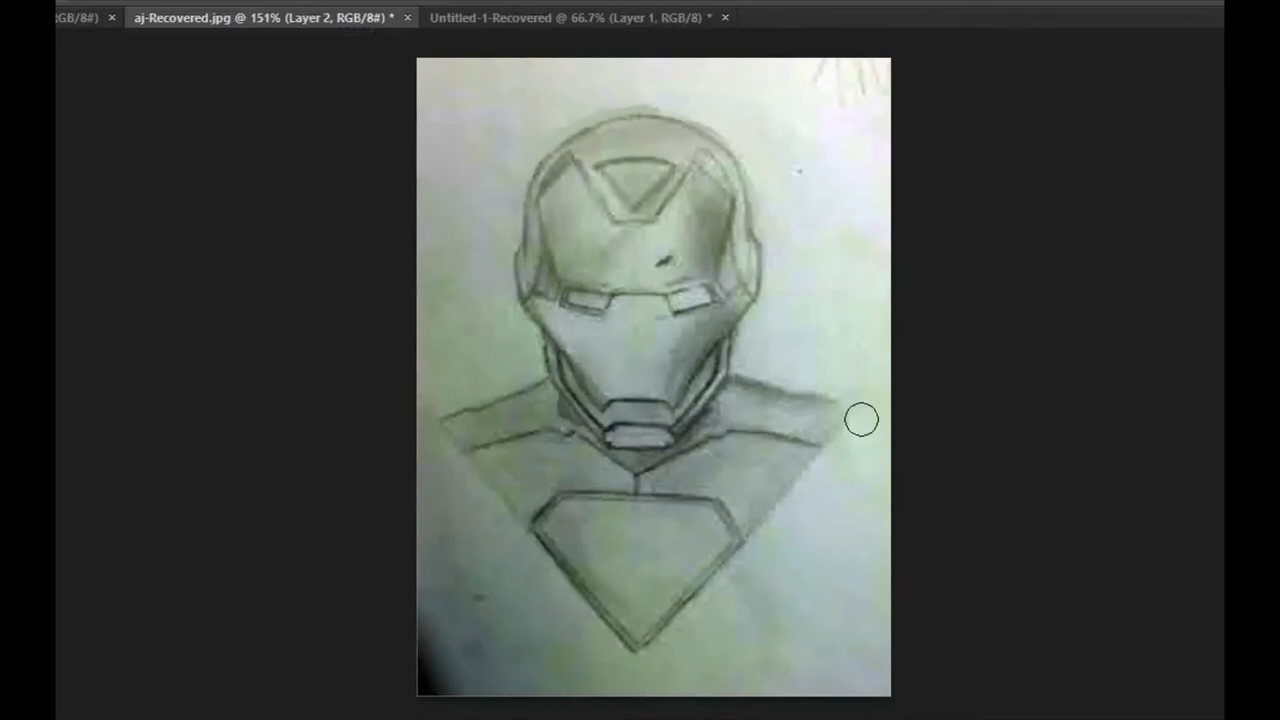 GB/8#) × aj-Recovered.jpg @ 151% (Layer 2, RGB/8#) * × Untitled-1-Recovered @ 66.7% (Layer 1, RGB/8) * ×